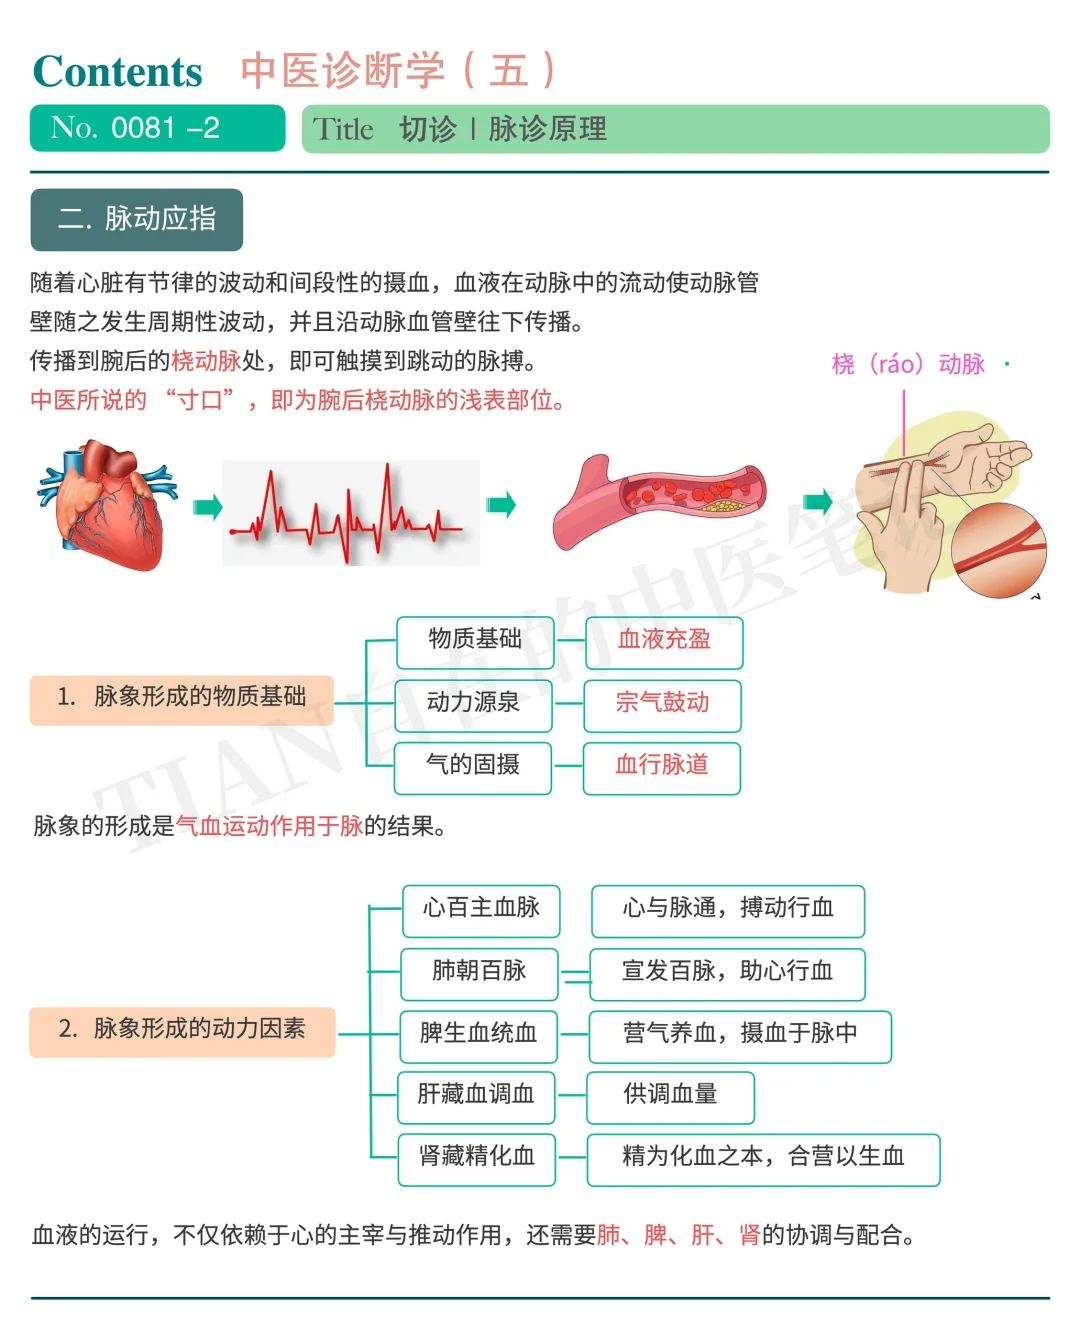 Contents 中医诊断学（五）
No. 0081 –2
Title 切诊 | 脉诊原理
二. 脉动应指
随着心脏有节律的波动和间段性的摄血，血液在动脉中的流动使动脉管
壁随之发生周期性波动，并且沿动脉血管壁往下传播。
传播到腕后的桡动脉处，即可触摸到跳动的脉搏。
中医所说的 “寸口” ，即为腕后桡动脉的浅表部位。
桡（ráo）动脉
1. 脉象形成的物质基础
物质基础 血液充盈
动力源泉 宗气鼓动
气的固摄 血行脉道
脉象的形成是气血运动作用于脉的结果。
2. 脉象形成的动力因素
心百主血脉 心与脉通，搏动行血
肺朝百脉 宣发百脉，助心行血
脾生血统血 营气养血，摄血于脉中
肝藏血调血 供调血量
肾藏精化血 精为化血之本，合营以生血
血液的运行，不仅依赖于心的主宰与推动作用，还需要肺、脾、肝、肾的协调与配合。
TIAN自在的中医笔